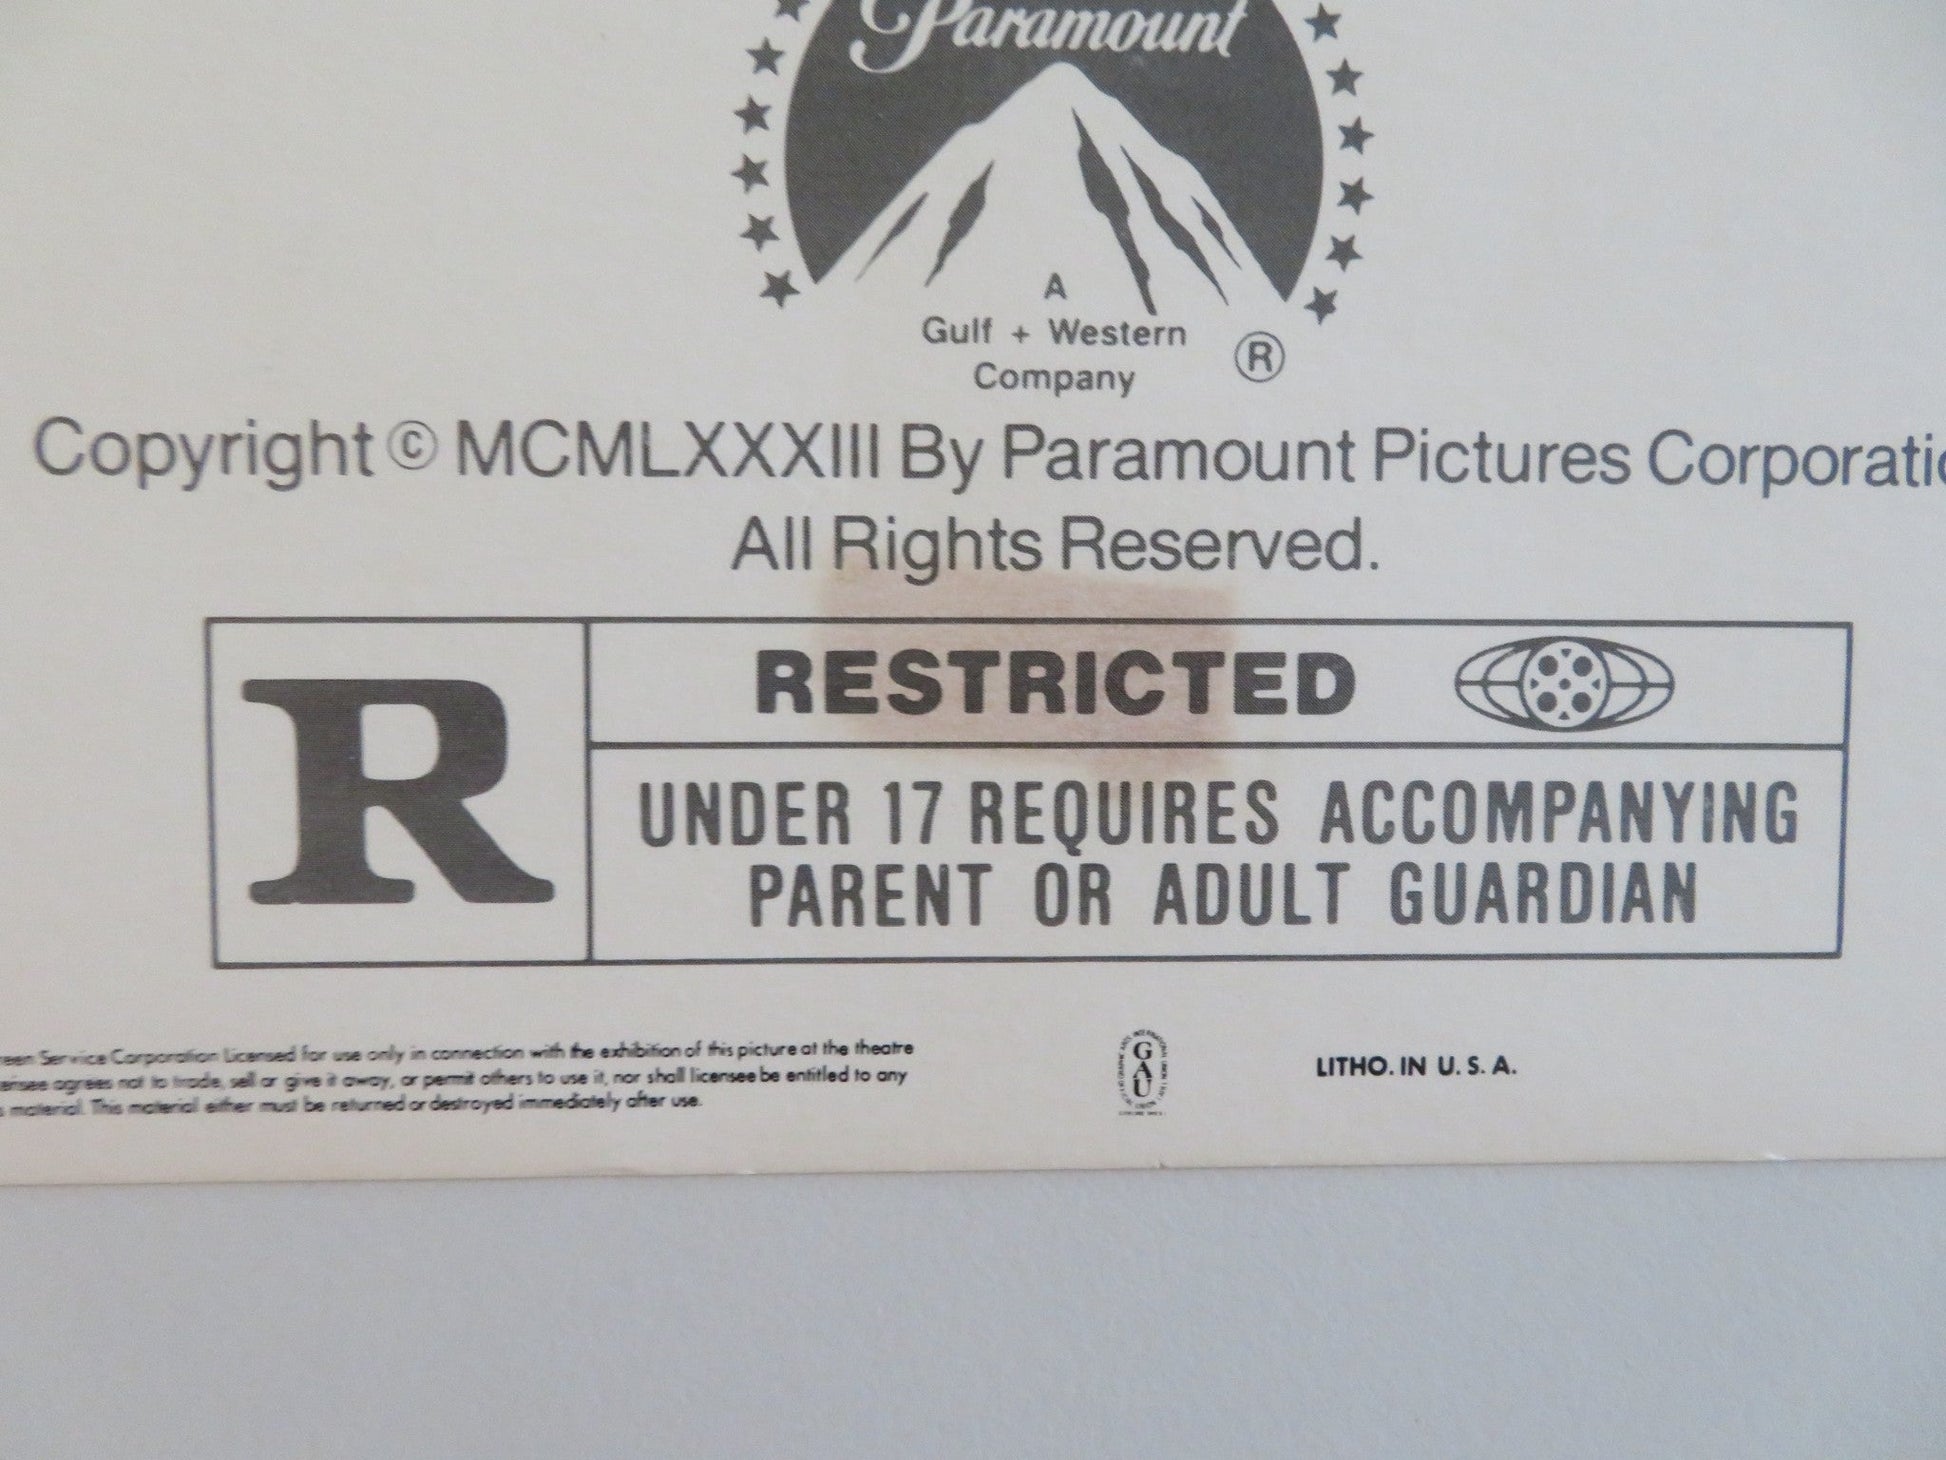 Paramount
A
Gulf + Western
Company
®
Copyright © MCMLXXXIII By Paramount Pictures Corporatio
All Rights Reserved.
R
RESTRICTED
UNDER 17 REQUIRES ACCOMPANYING
PARENT OR ADULT GUARDIAN
reen Service Corporation Licensed for use only in connection with the exhibition of this picture at the theatre
ensee agrees not to trade, sell or give it away, or permit others to use it, nor shall licensee be entitled to any
s material. This material either must be returned or destroyed immediately after use.
GAU
LITHO. IN U. S. A.